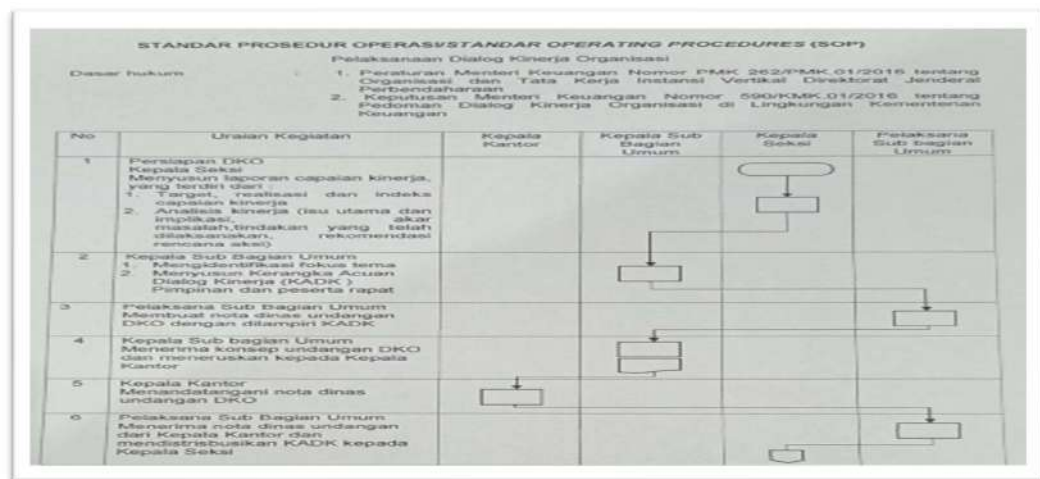 STANDAR PROSEDUR OPERASI/STANDAR OPERATING PROCEDURES (SOP)
Pelaksanaan Dialog Kinerja Organisasi
Dasar hukum : 1. Peraturan Menteri Keuangan Nomor PMK 262/PMK.01/2016 tentang
Organisasi dan Tata Kerja Instansi Vertikal Direktorat Jenderal
Perbendaharaan
2. Keputusan Menteri Keuangan Nomor 590/KMK.01/2016 tentang
Pedoman Dialog Kinerja Organisasi di Lingkungan Kementerian
Keuangan
No Uraian Kegiatan Kepala Kantor Kepala Sub Bagian Umum Kepala Seksi Pelaksana Sub bagian Umum
1 Persiapan DKO
Kepala Seksi
Menyusun laporan capaian kinerja,
yang terdiri dari :
1. Target, realisasi dan indeks
capaian kinerja
2. Analisis kinerja (isu utama dan
implikasi, akar
masalah,tindakan yang telah
dilaksanakan, rekomendasi
rencana aksi)
2 Kepala Sub Bagian Umum
1. Mengidentifikasi fokus tema
2. Menyusun Kerangka Acuan
Dialog Kinerja (KADK )
Pimpinan dan peserta rapat
3 Pelaksana Sub Bagian Umum
Membuat nota dinas undangan
DKO dengan dilampiri KADK
4 Kepala Sub bagian Umum
Menerima konsep undangan DKO
dan meneruskan kepada Kepala
Kantor
5 Kepala Kantor
Menandatangani nota dinas
undangan DKO
6 Pelaksana Sub Bagian Umum
Menerima nota dinas undangan
dari Kepala Kantor dan
mendistrisbusikan KADK kepada
Kepala Seksi